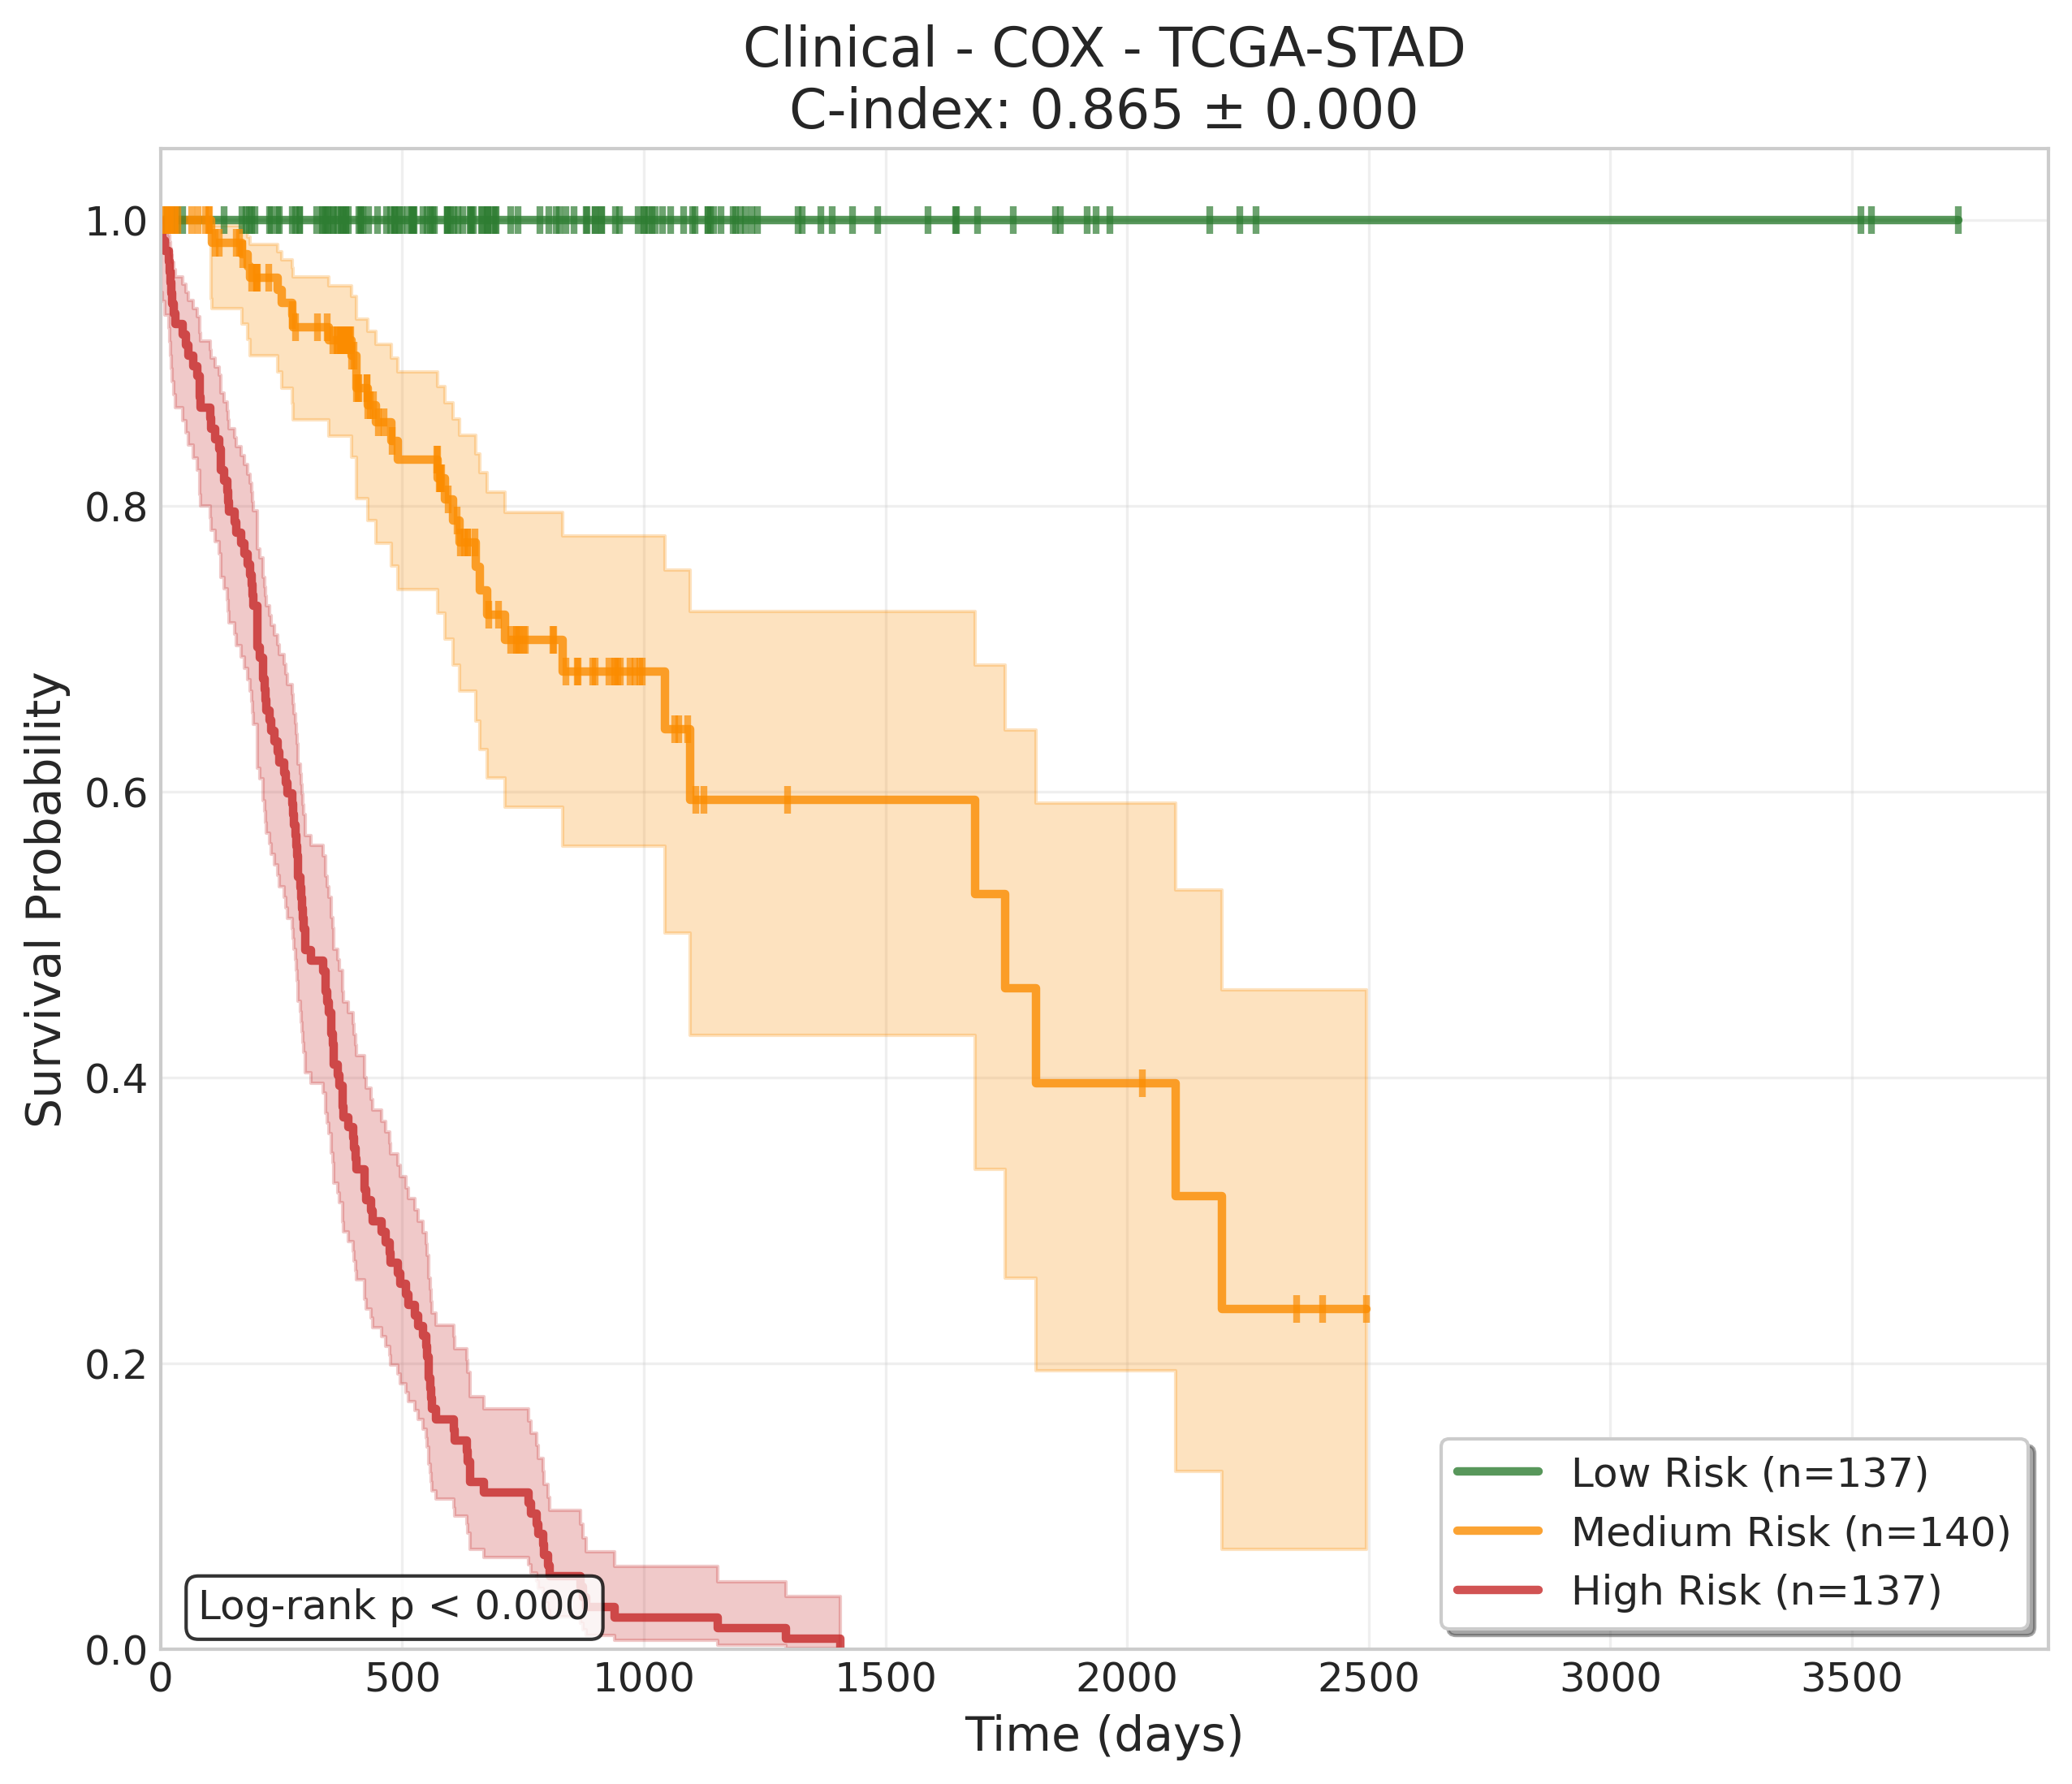 Clinical - COX - TCGA-STAD
C-index: 0.865 ± 0.000
Survival Probability
1.0
0.8
0.6
0.4
0.2
0.0
Log-rank p < 0.000
Low Risk (n=137)
Medium Risk (n=140)
High Risk (n=137)
0 500 1000 1500 2000 2500 3000 3500
Time (days)